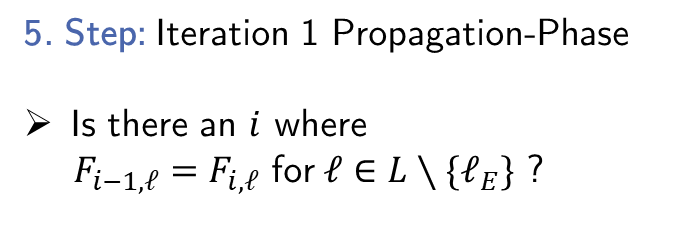 5. Step: Iteration 1 Propagation-Phase
➢ Is there an i where
F_{i−1,ℓ} = F_{i,ℓ} for ℓ ∈ L \ {ℓ_E} ?